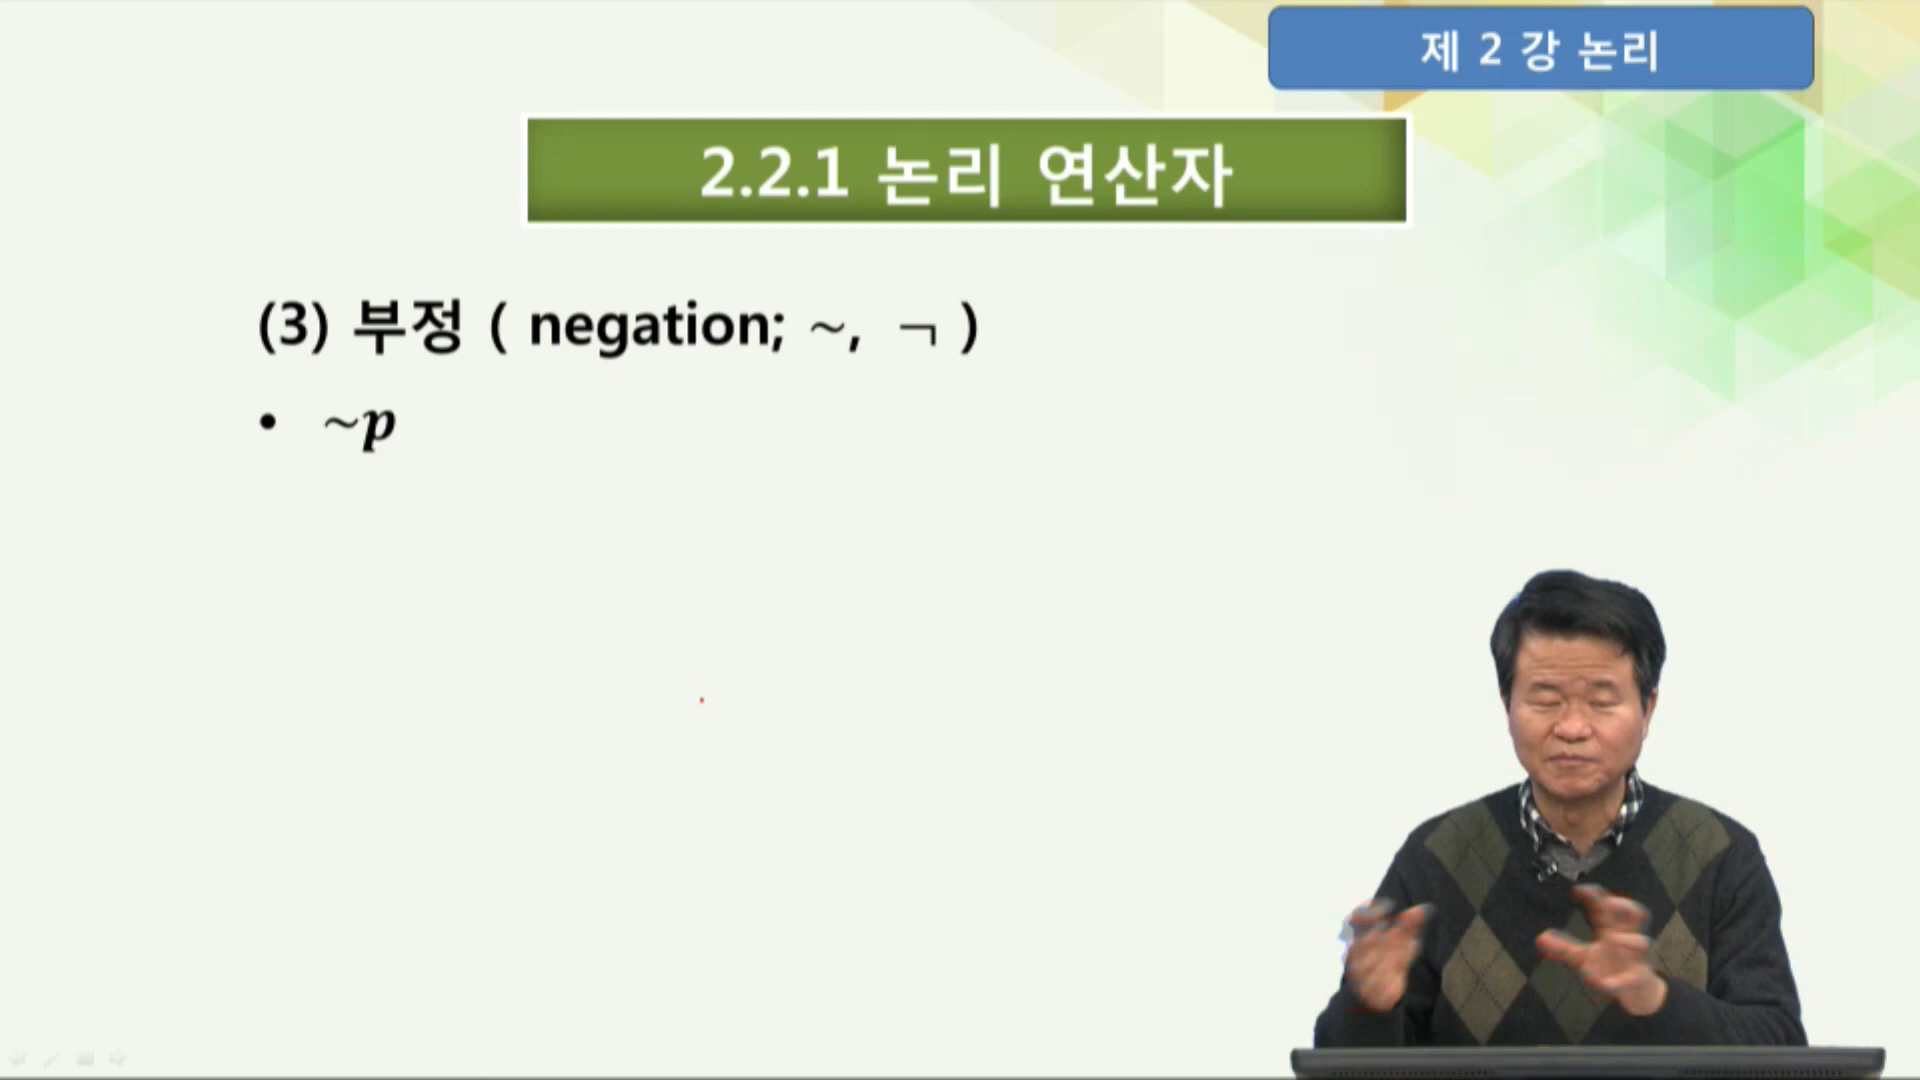 제 2 강 논리
2.2.1 논리 연산자
(3) 부정 ( negation; ~, ¬ )
• ~p